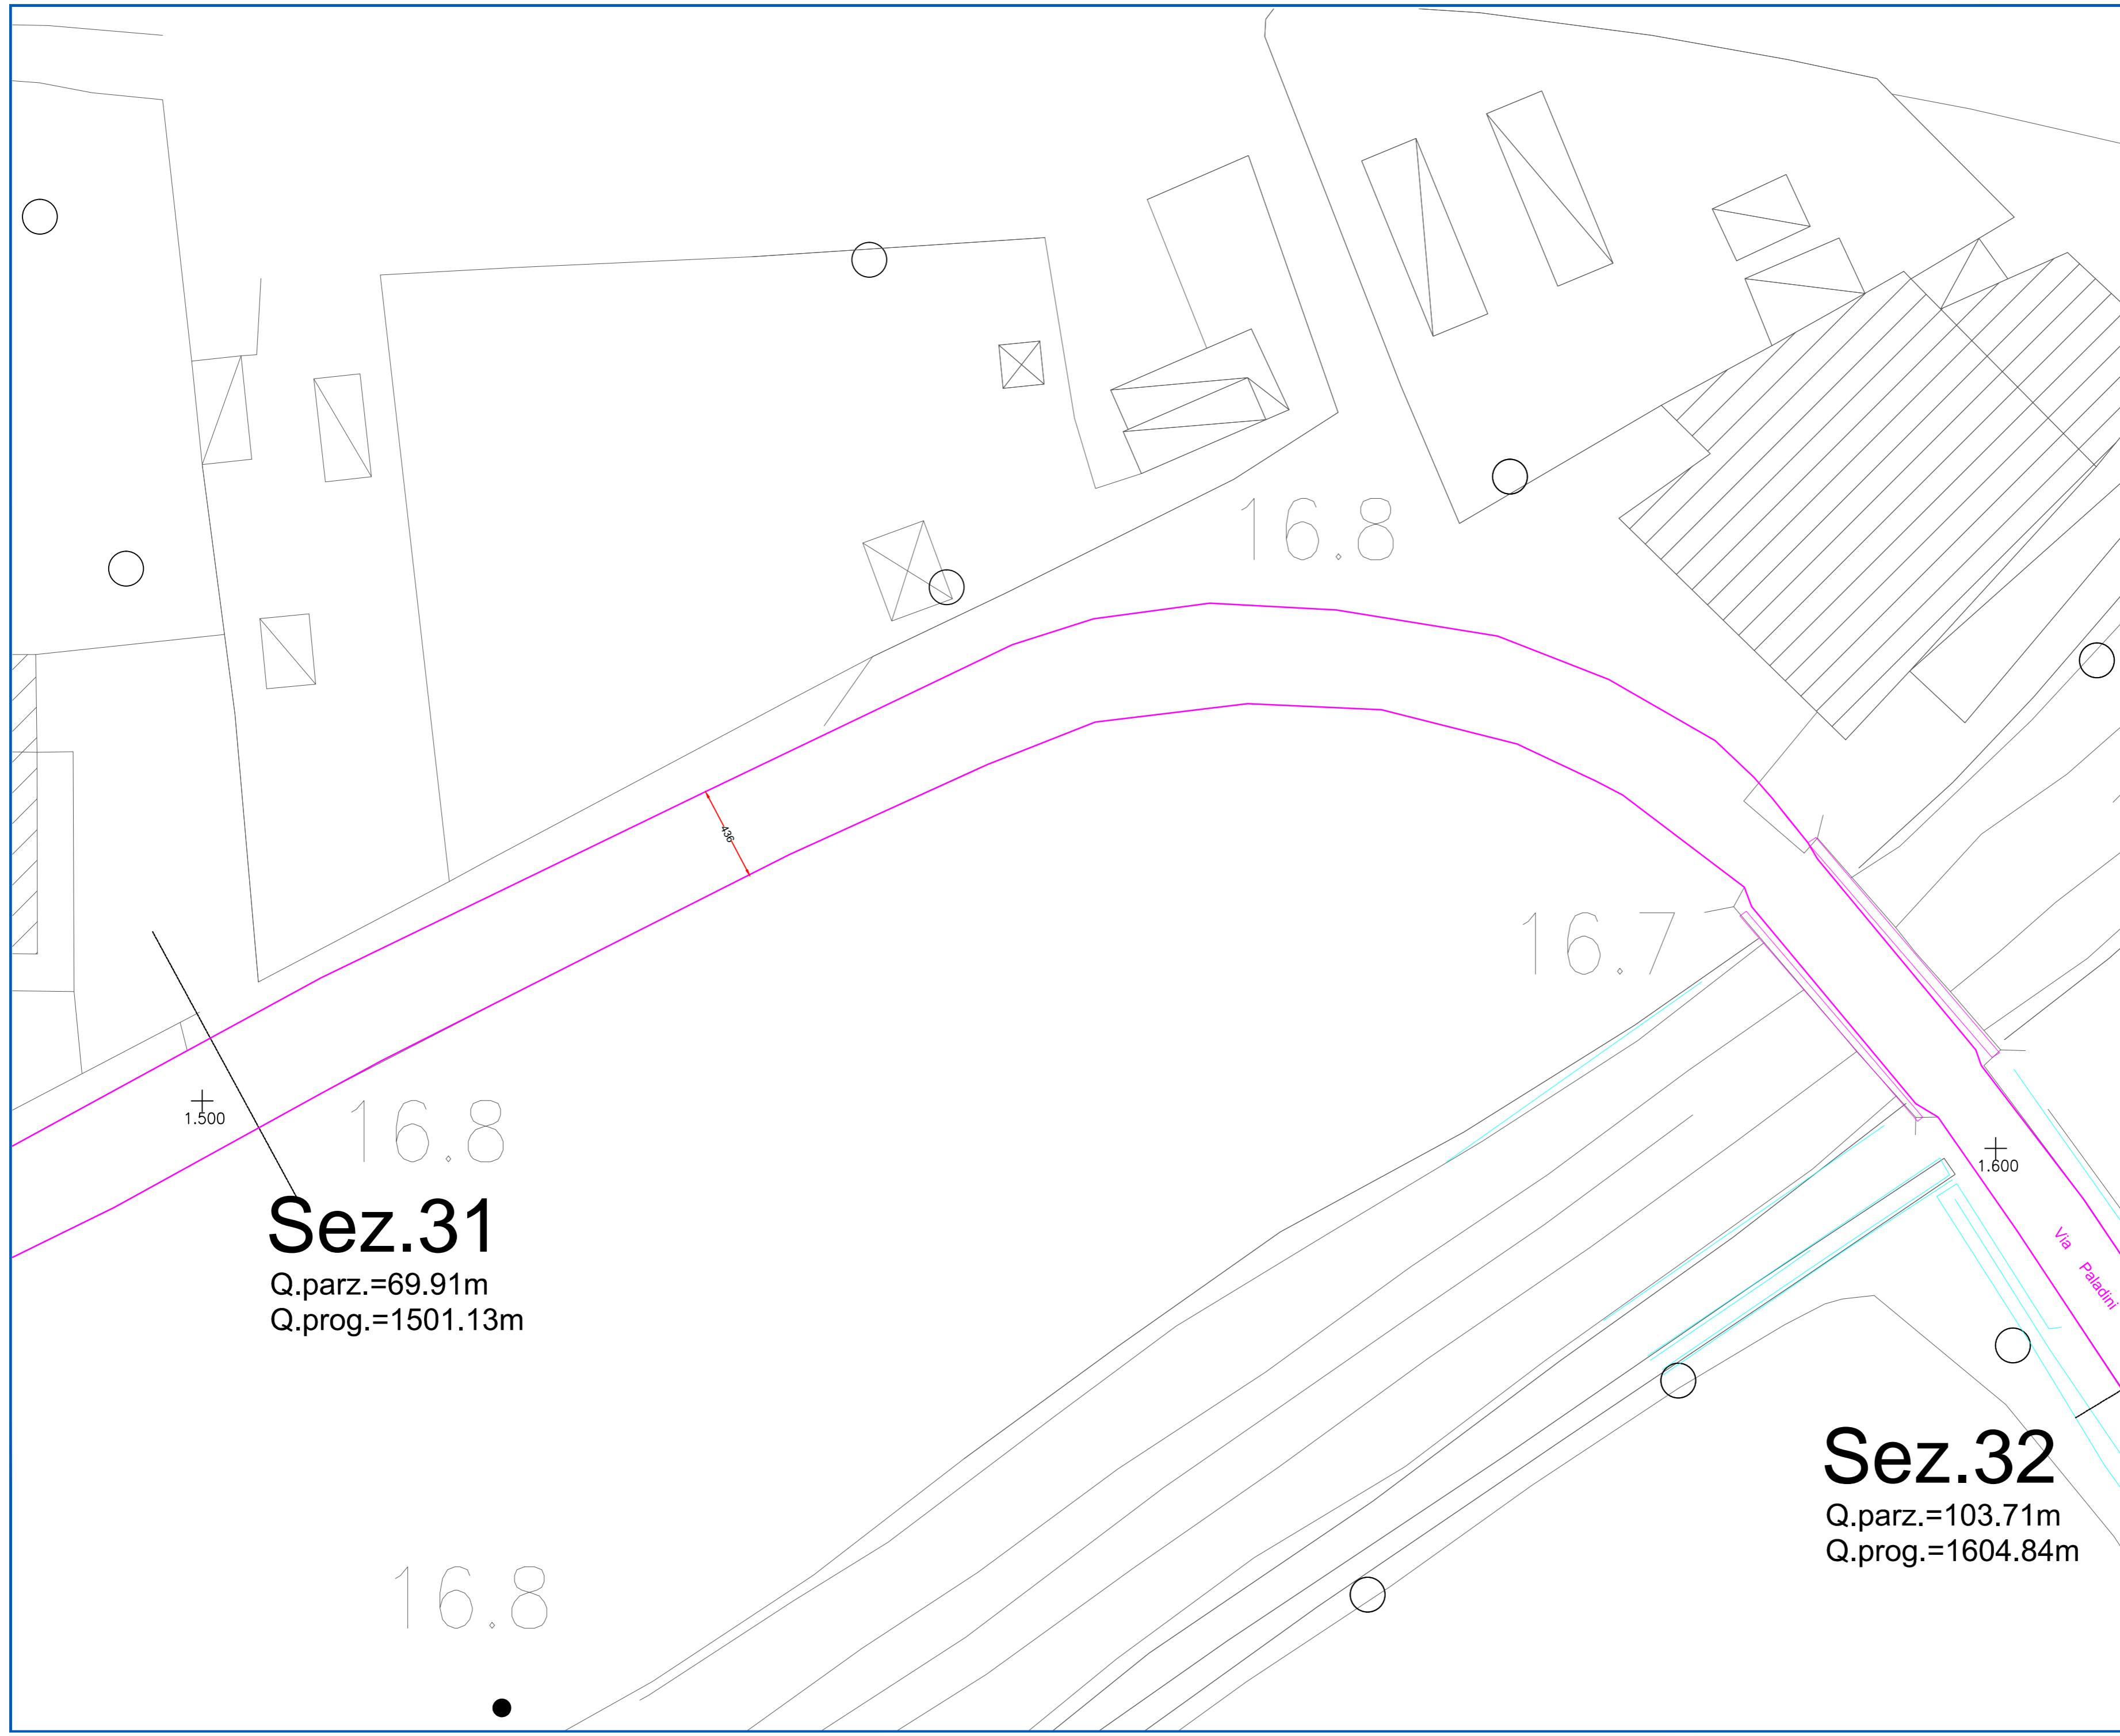 16.8
436
16.7
1.500
16.8
1.600
Sez.31
Q.parz.=69.91m
Q.prog.=1501.13m
Via Paladini
Sez.32
Q.parz.=103.71m
Q.prog.=1604.84m
16.8